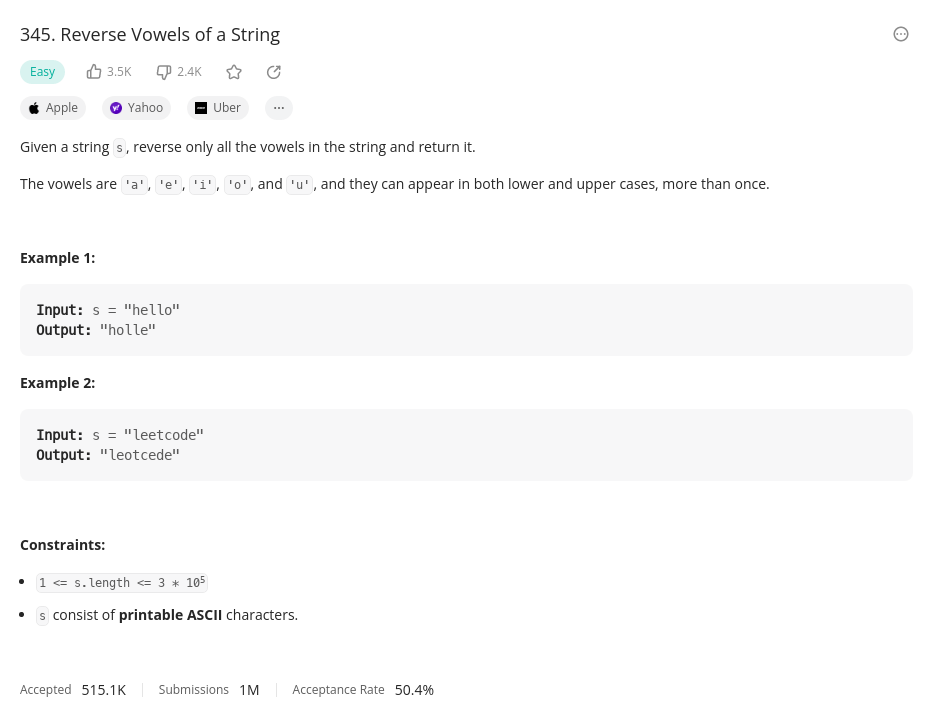 345. Reverse Vowels of a String
Easy 3.5K 2.4K
Apple Yahoo Uber ···
Given a string s, reverse only all the vowels in the string and return it.
The vowels are 'a', 'e', 'i', 'o', and 'u', and they can appear in both lower and upper cases, more than once.
Example 1:
Input: s = "hello"
Output: "holle"
Example 2:
Input: s = "leetcode"
Output: "leotcede"
Constraints:
• 1 <= s.length <= 3 * 10⁵
• s consist of printable ASCII characters.
Accepted 515.1K Submissions 1M Acceptance Rate 50.4%